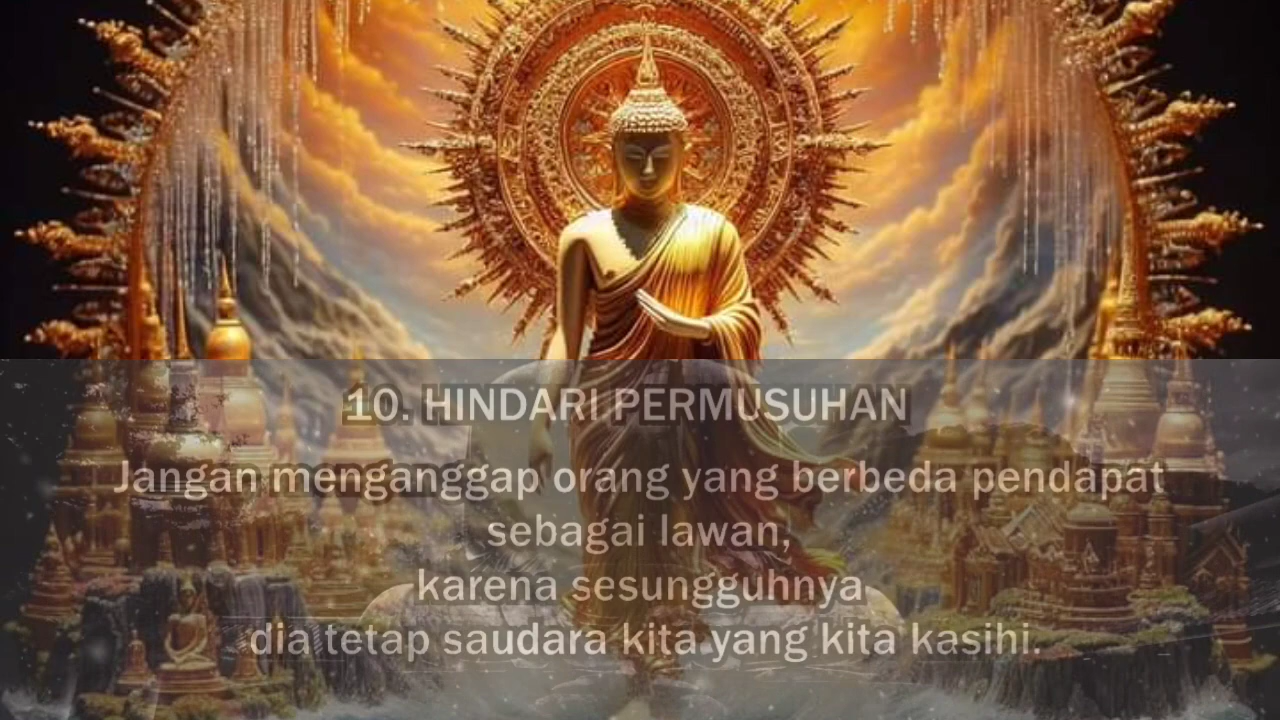 10. HINDARI PERMUSUHAN
Jangan menganggap orang yang berbeda pendapat
sebagai lawan,
karena sesungguhnya
dia tetap saudara kita yang kita kasihi.